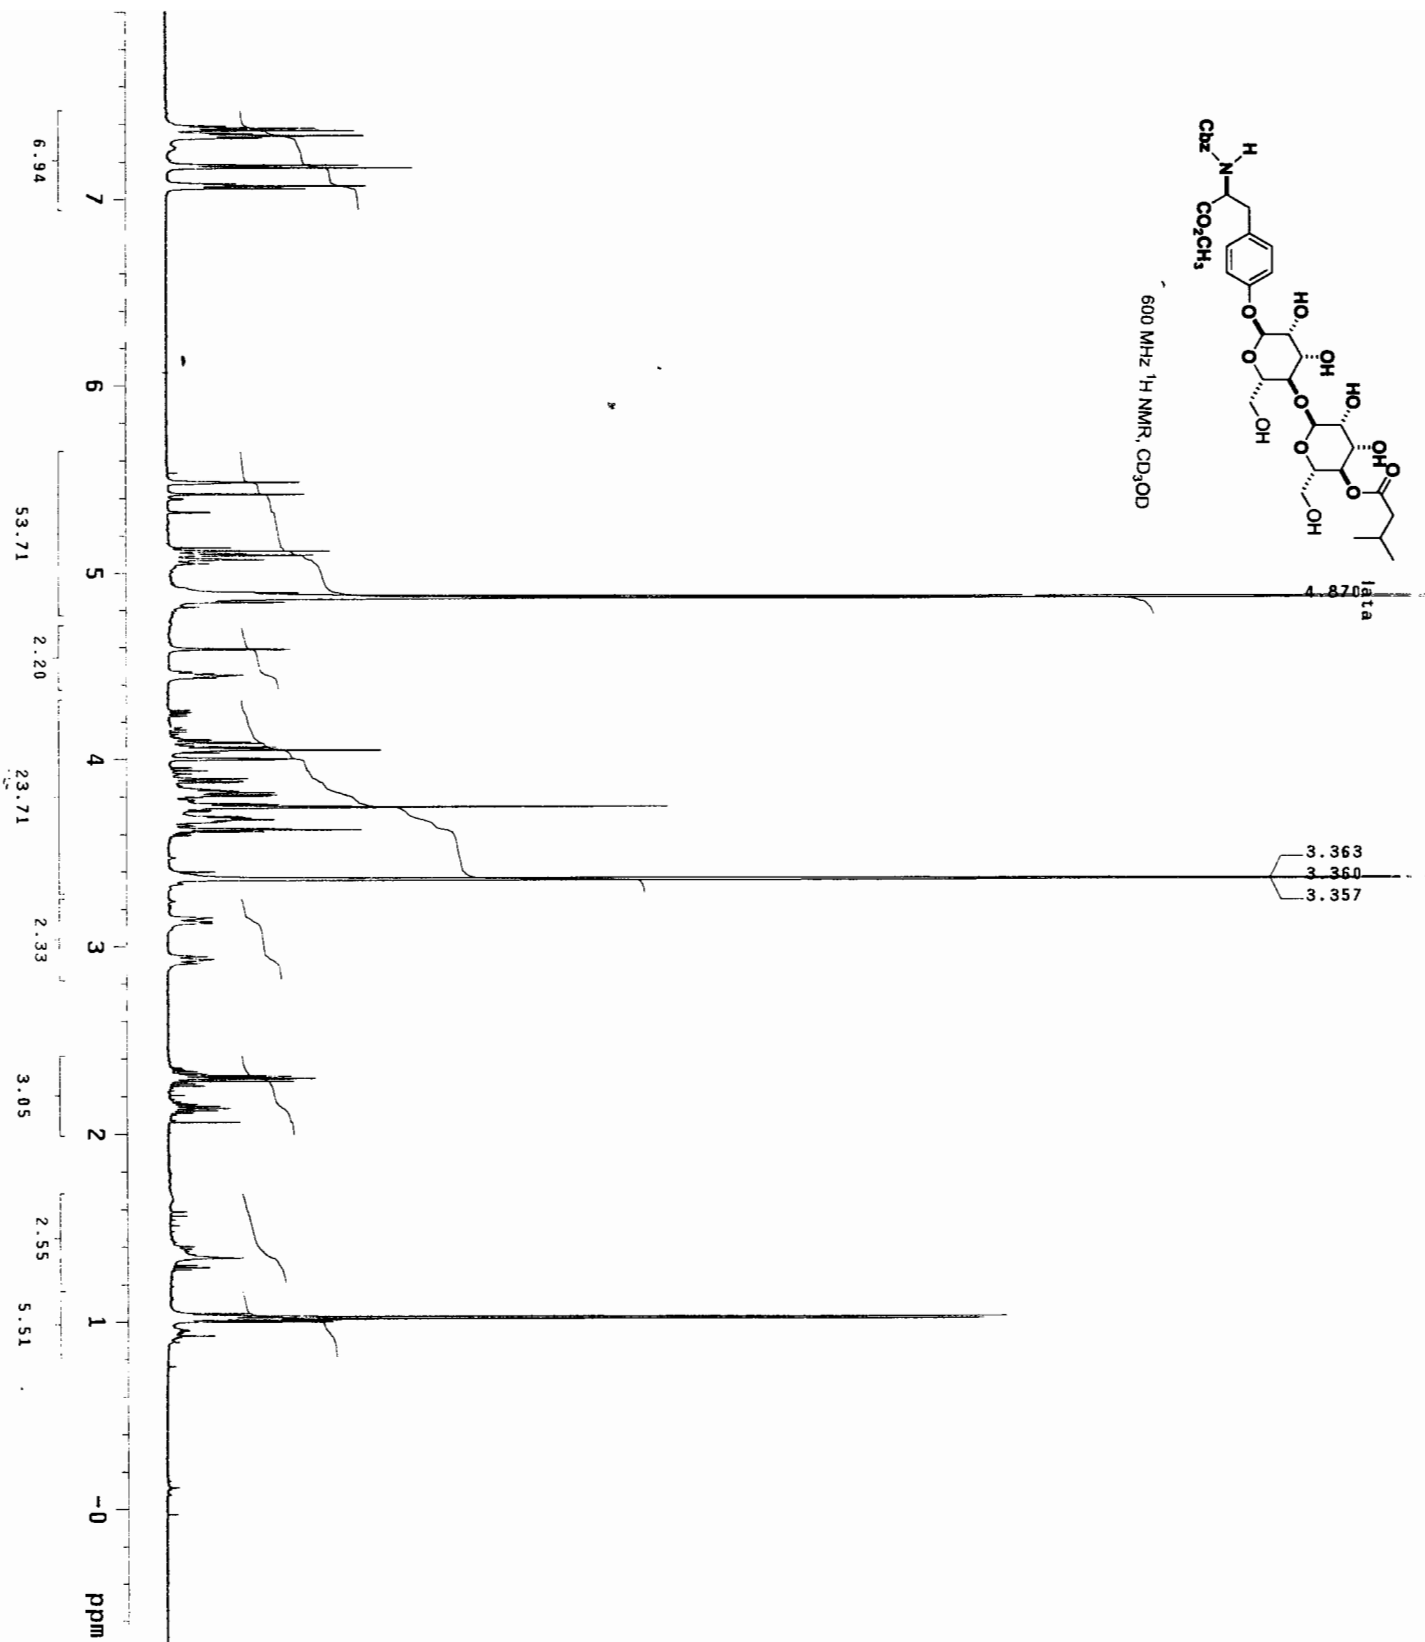 H
Cbz
N
CO₂CH₃
O
HO
OH
O
O
OH
HO
OH
O
O
O
OH
600 MHz ¹H NMR, CD₃OD
4.870
3.363
3.360
3.357
7
6
5
4
3
2
1
-0
ppm
6.94
53.71
2.20
23.71
2.33
3.05
2.55
5.51